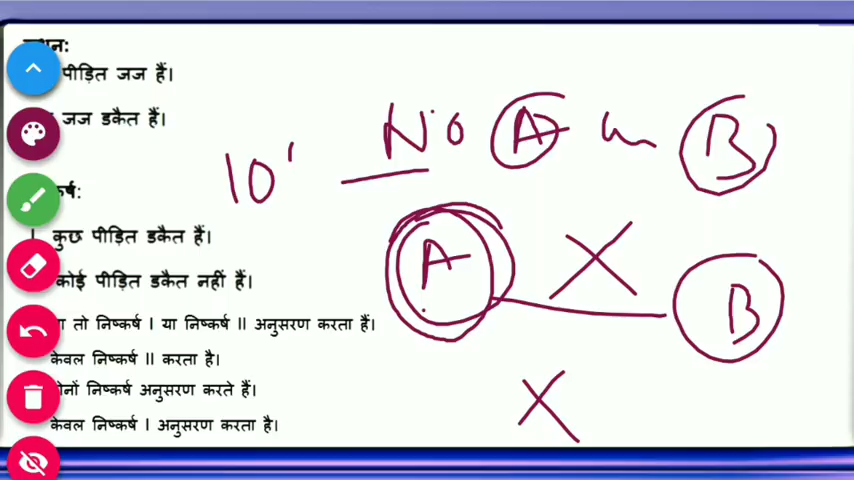 पीड़ित जज हैं।
जज डकैत हैं।
No A in B
10'
कुछ पीड़ित डकैत हैं।
A X B
कोई पीड़ित डकैत नहीं हैं।
तो निष्कर्ष I या निष्कर्ष II अनुसरण करता हैं।
केवल निष्कर्ष II करता है।
निष्कर्ष अनुसरण करते हैं।
X
केवल निष्कर्ष I अनुसरण करता है।